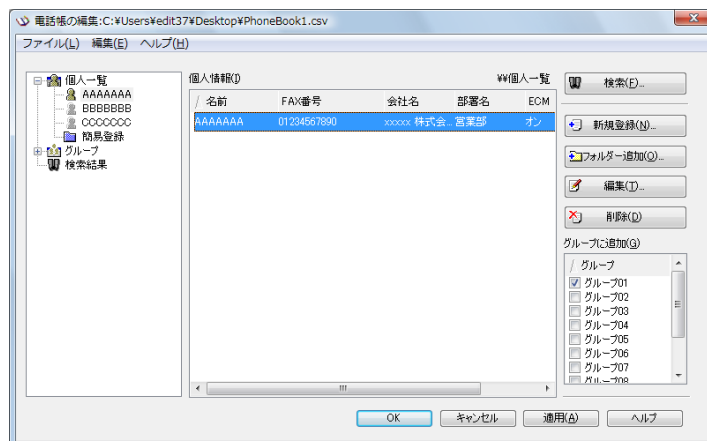 電話帳の編集:C:¥Users¥edit37¥Desktop¥PhoneBook1.csv
ファイル(L) 編集(E) ヘルプ(H)
個人一覧
AAAAAAA
BBBBBBB
CCCCCCC
簡易登録
グループ
検索結果
個人情報(I) ¥¥個人一覧
/ 名前 FAX番号 会社名 部署名 ECM
AAAAAAA 01234567890 xxxxx 株式会... 営業部 オン
検索(F)...
新規登録(N)...
フォルダー追加(O)...
編集(T)...
削除(D)
グループに追加(G)
/ グループ
グループ01
グループ02
グループ03
グループ04
グループ05
グループ06
グループ07
グループ08
OK キャンセル 適用(A) ヘルプ